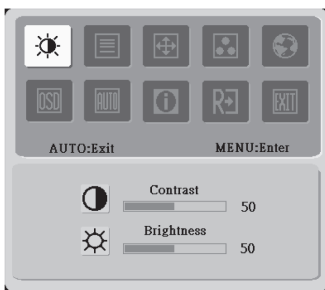 OSD AUTO i R EXIT
AUTO:Exit MENU:Enter
Contrast
50
Brightness
50